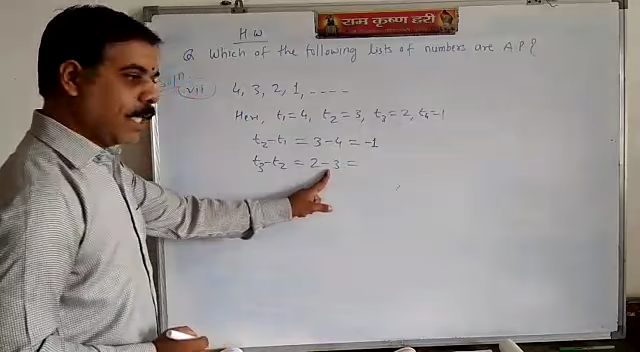 H W
राम कृष्ण हरी
Q Which of the following lists of numbers are A P ?
→ 1)
vii 4, 3, 2, 1, ----
Here, t₁=4, t₂=3, t₃=2, t₄=1
t₂-t₁ = 3-4 = -1
t₃-t₂ = 2-3 =